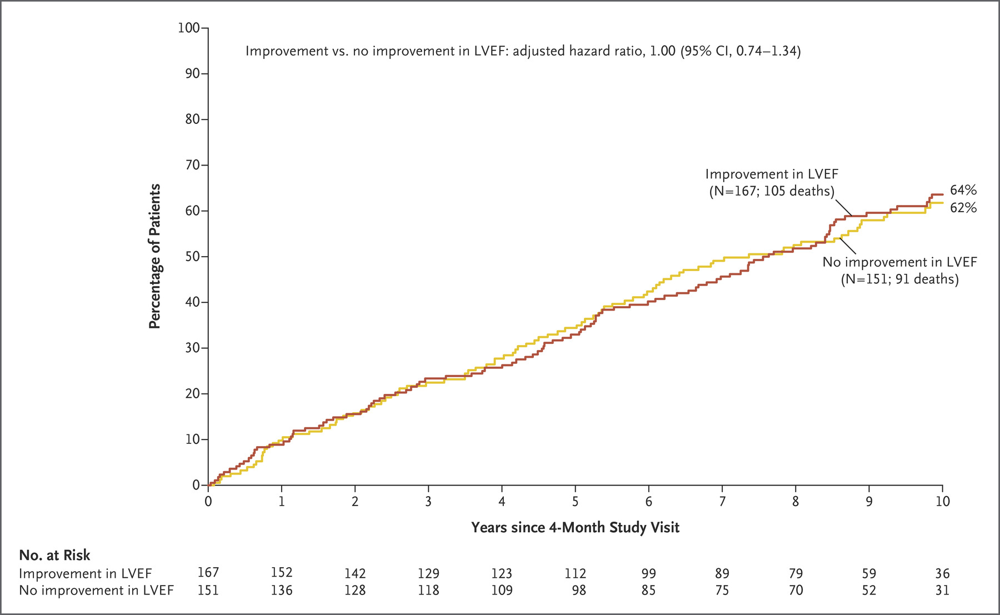 100
Improvement vs. no improvement in LVEF: adjusted hazard ratio, 1.00 (95% CI, 0.74–1.34)
90
80
70
60
50
40
30
20
10
0
Percentage of Patients
Improvement in LVEF
(N=167; 105 deaths)
64%
62%
No improvement in LVEF
(N=151; 91 deaths)
0 1 2 3 4 5 6 7 8 9 10
Years since 4-Month Study Visit
No. at Risk
Improvement in LVEF 167 152 142 129 123 112 99 89 79 59 36
No improvement in LVEF 151 136 128 118 109 98 85 75 70 52 31